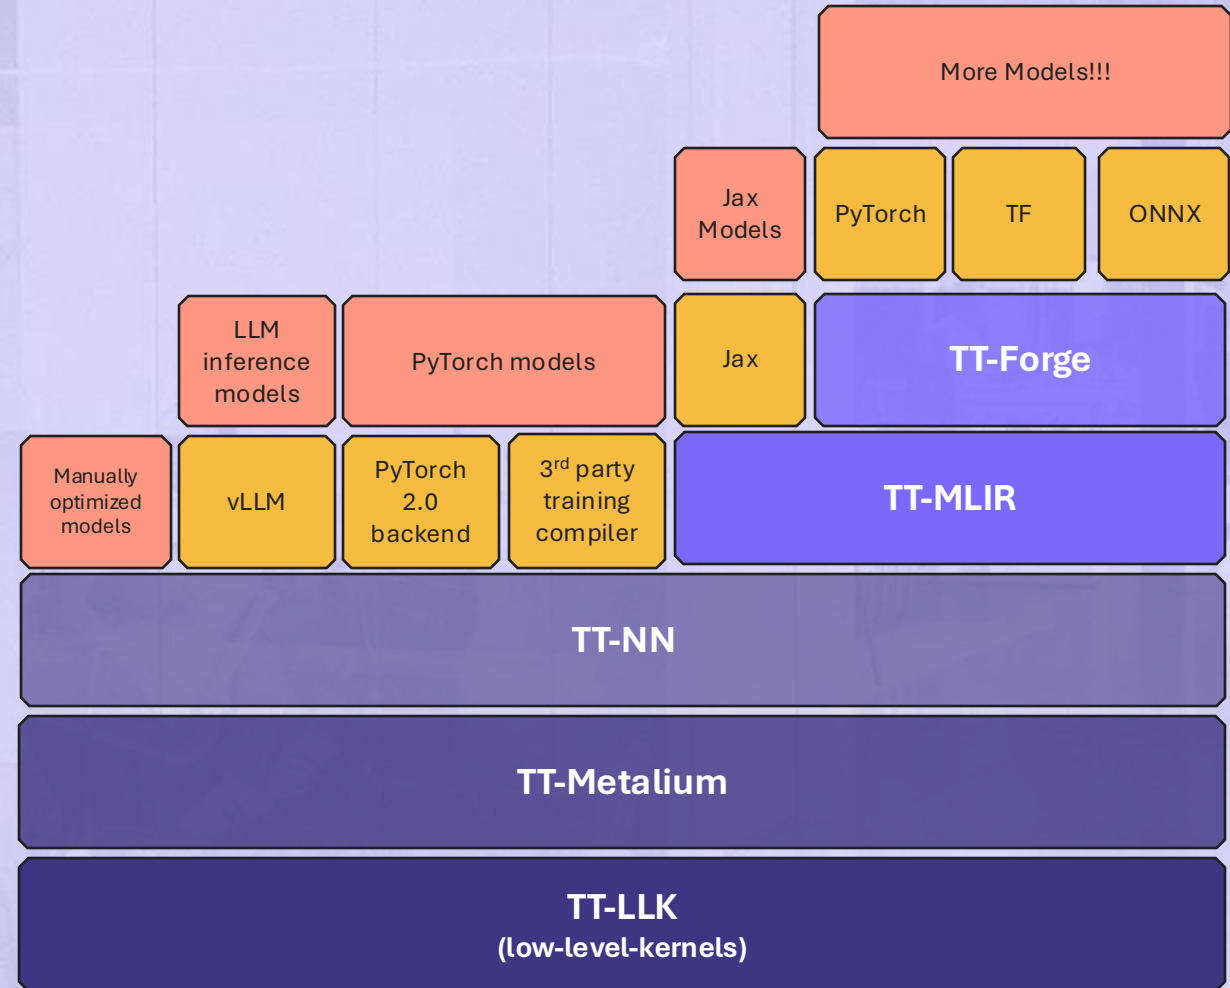 More Models!!!
Jax
Models
PyTorch
TF
ONNX
LLM
inference
models
PyTorch models
Jax
TT-Forge
Manually
optimized
models
vLLM
PyTorch
2.0
backend
3rd party
training
compiler
TT-MLIR
TT-NN
TT-Metalium
TT-LLK
(low-level-kernels)